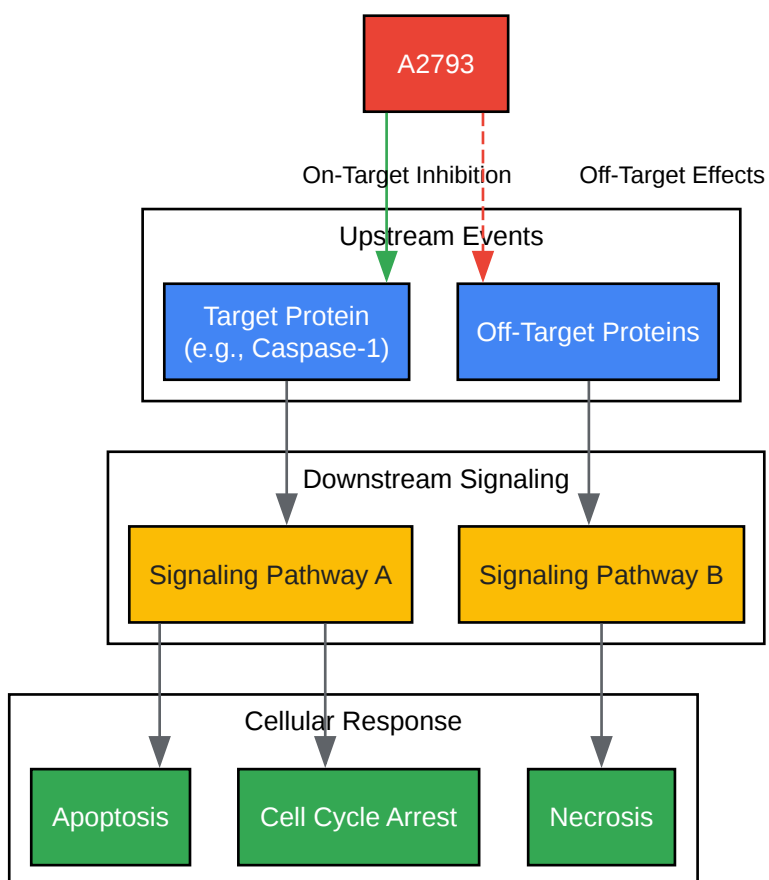 A2793
On-Target Inhibition
Off-Target Effects
Upstream Events
Target Protein
(e.g., Caspase-1)
Off-Target Proteins
Downstream Signaling
Signaling Pathway A
Signaling Pathway B
Cellular Response
Apoptosis
Cell Cycle Arrest
Necrosis